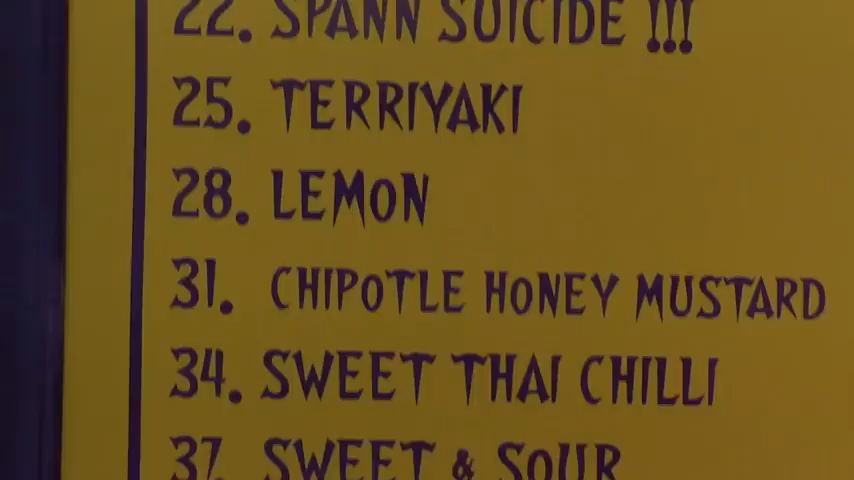 22. SPANN SUICIDE !!!
25. TERRIYAKI
28. LEMON
31. CHIPOTLE HONEY MUSTARD
34. SWEET THAI CHILLI
37. SWEET & SOUR